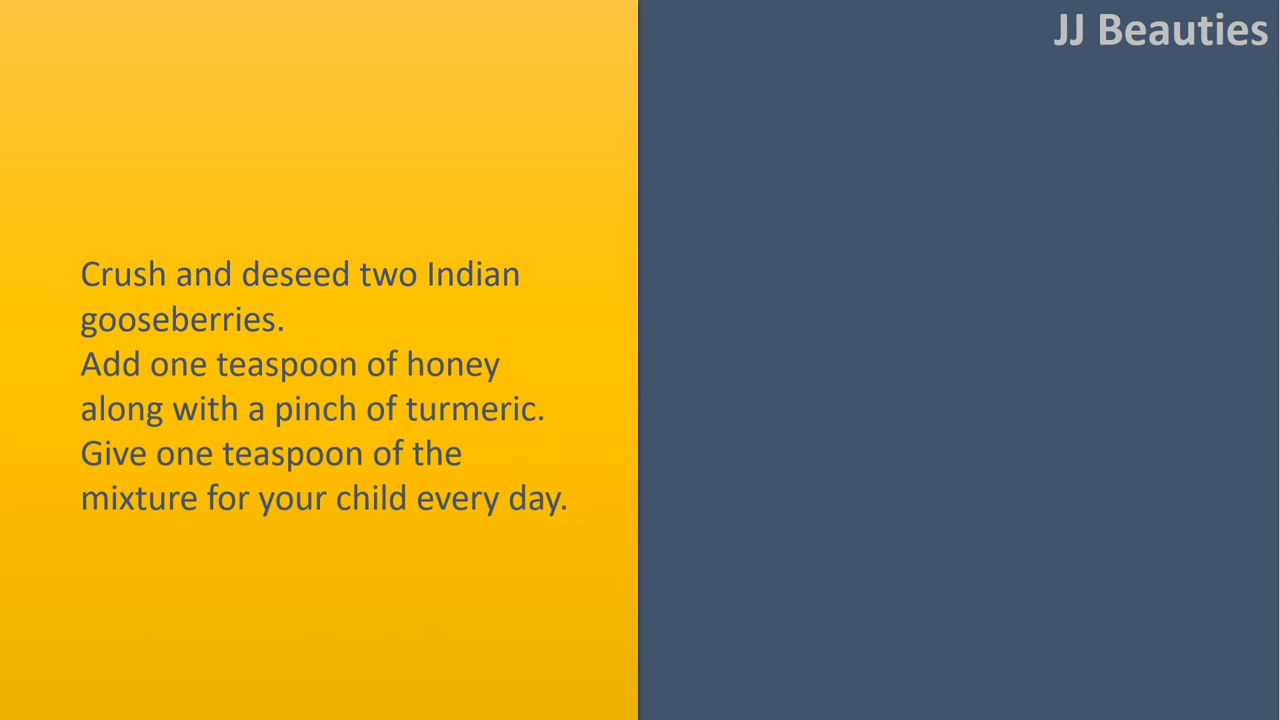 JJ Beauties
Crush and deseed two Indian
gooseberries.
Add one teaspoon of honey
along with a pinch of turmeric.
Give one teaspoon of the
mixture for your child every day.